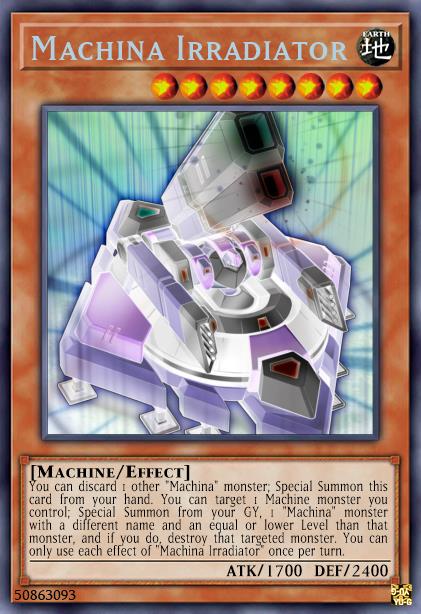 MACHINA IRRADIATOR
EARTH
地
[MACHINE/EFFECT]
You can discard 1 other "Machina" monster; Special Summon this
card from your hand. You can target 1 Machine monster you
control; Special Summon from your GY, 1 "Machina" monster
with a different name and an equal or lower Level than that
monster, and if you do, destroy that targeted monster. You can
only use each effect of "Machina Irradiator" once per turn.
ATK/1700 DEF/2400
50863093